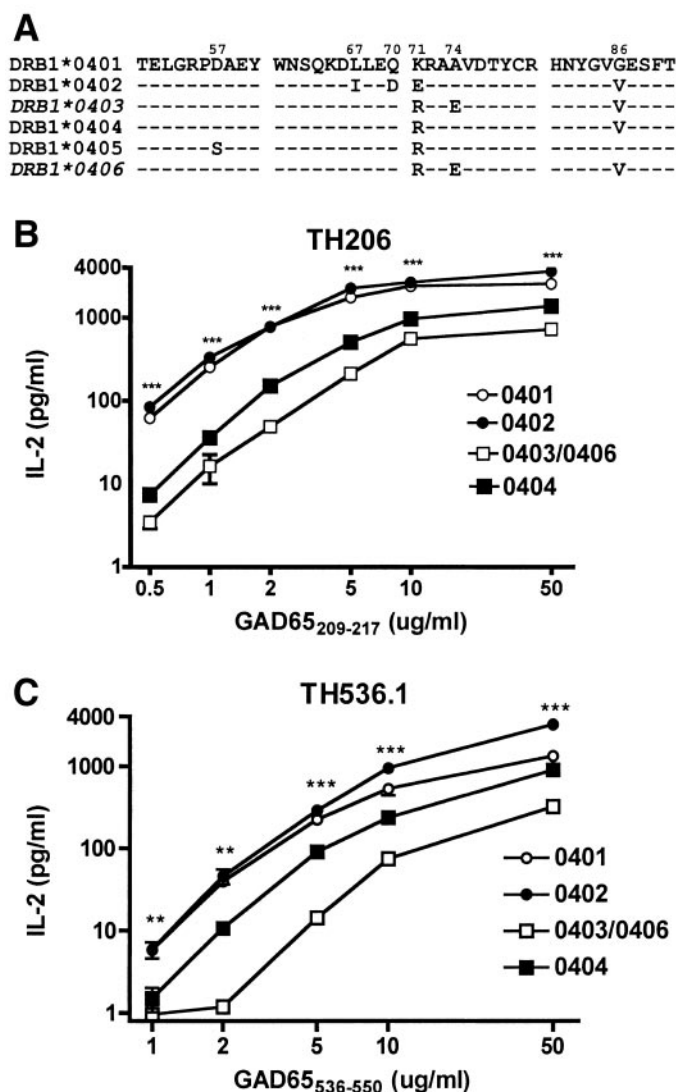 A
57 67 70 71 74 86
DRB1*0401 TELGRPDAEY WNSQKDLLEQ KRAAVDTYCR HNYGVGESFT
DRB1*0402 ---------- ------I--D E--------- -----V----
DRB1*0403 ---------- ---------- R--E------ ----------
DRB1*0404 ---------- ---------- R--------- -----V----
DRB1*0405 ------S--- ---------- R--------- ----------
DRB1*0406 ---------- ---------- R--E------ -----V----
B
TH206
4000
1000
100
10
1
IL-2 (pg/ml)
*** *** *** *** *** ***
0401
0402
0403/0406
0404
0.5 1 2 5 10 50
GAD65209-217 (ug/ml)
C
TH536.1
4000
1000
100
10
1
IL-2 (pg/ml)
** ** *** *** ***
0401
0402
0403/0406
0404
1 2 5 10 50
GAD65536-550 (ug/ml)